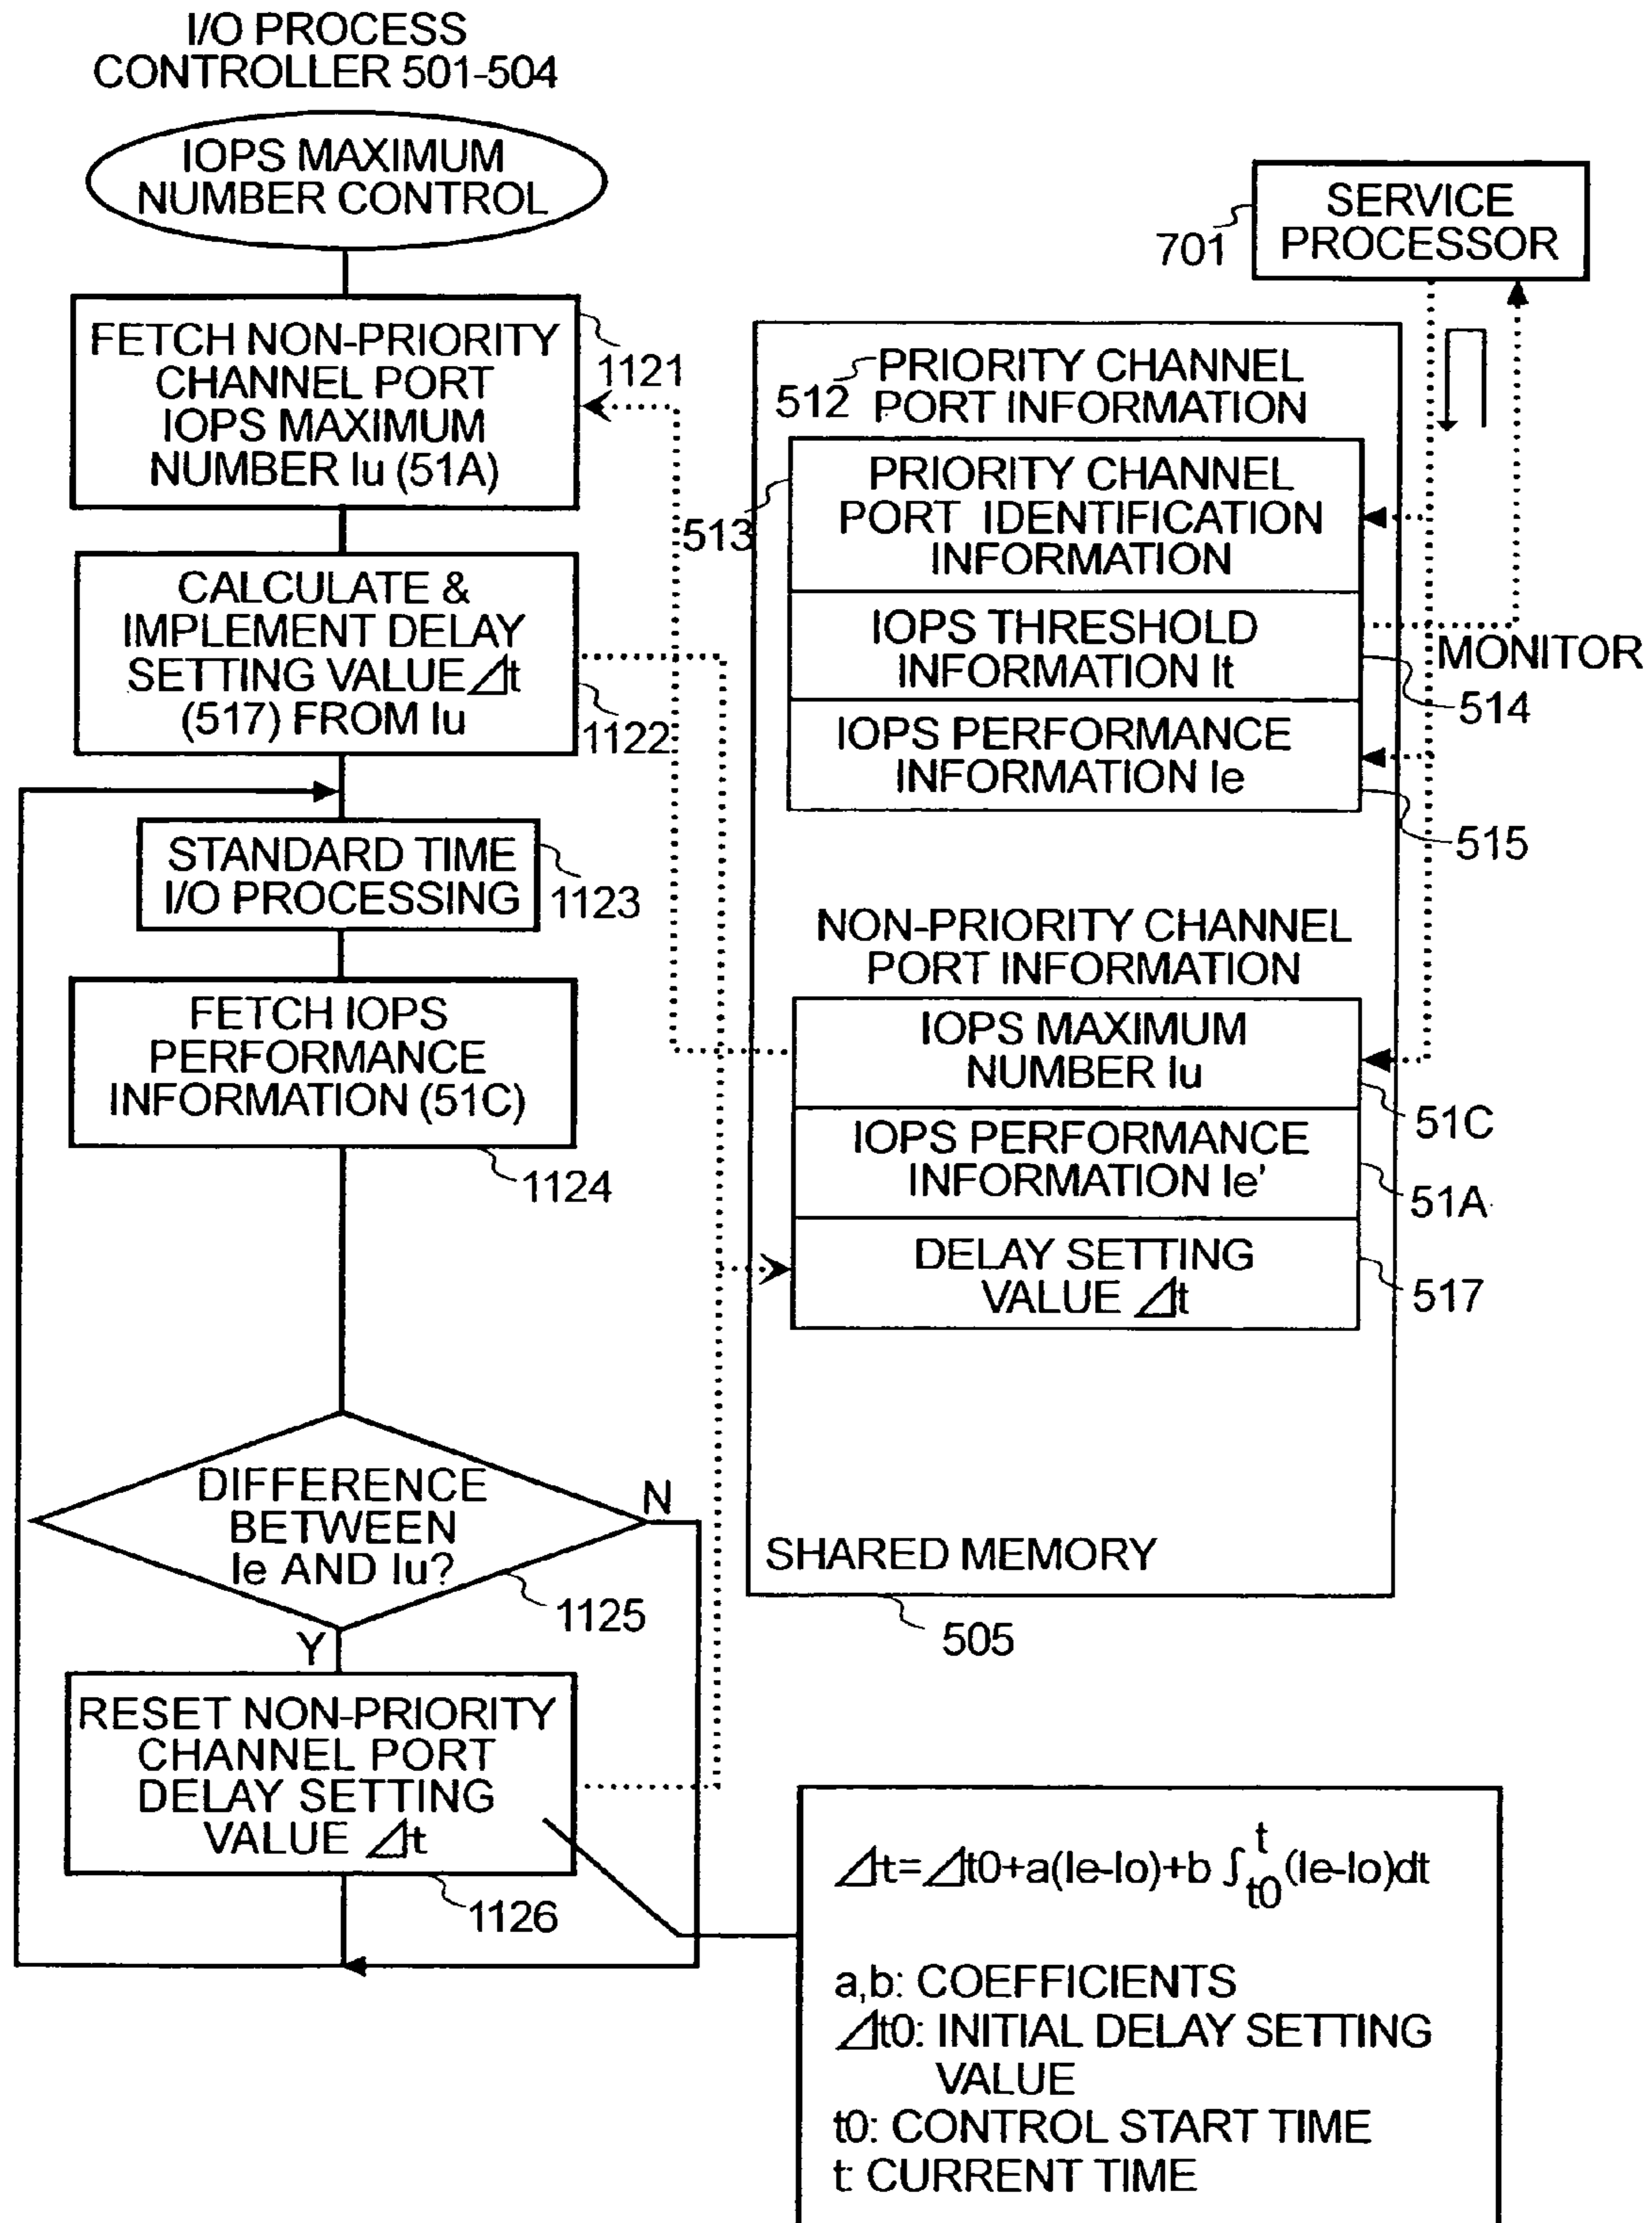 I/O PROCESS
CONTROLLER 501-504
IOPS MAXIMUM
NUMBER CONTROL
FETCH NON-PRIORITY
CHANNEL PORT
IOPS MAXIMUM
NUMBER Iu (51A)
1121
CALCULATE &
IMPLEMENT DELAY
SETTING VALUE ⊿t
(517) FROM Iu
1122
STANDARD TIME
I/O PROCESSING
1123
FETCH IOPS
PERFORMANCE
INFORMATION (51C)
1124
DIFFERENCE
BETWEEN
Ie AND Iu?
N
1125
Y
RESET NON-PRIORITY
CHANNEL PORT
DELAY SETTING
VALUE ⊿t
1126
SERVICE
PROCESSOR
701
512
PRIORITY CHANNEL
PORT INFORMATION
513
PRIORITY CHANNEL
PORT IDENTIFICATION
INFORMATION
IOPS THRESHOLD
INFORMATION It
MONITOR
514
IOPS PERFORMANCE
INFORMATION Ie
515
NON-PRIORITY CHANNEL
PORT INFORMATION
IOPS MAXIMUM
NUMBER Iu
51C
IOPS PERFORMANCE
INFORMATION Ie'
51A
DELAY SETTING
VALUE ⊿t
517
SHARED MEMORY
505
⊿t=⊿t0+a(Ie-Io)+b ∫t0t(Ie-Io)dt
a,b: COEFFICIENTS
⊿t0: INITIAL DELAY SETTING
VALUE
t0: CONTROL START TIME
t: CURRENT TIME